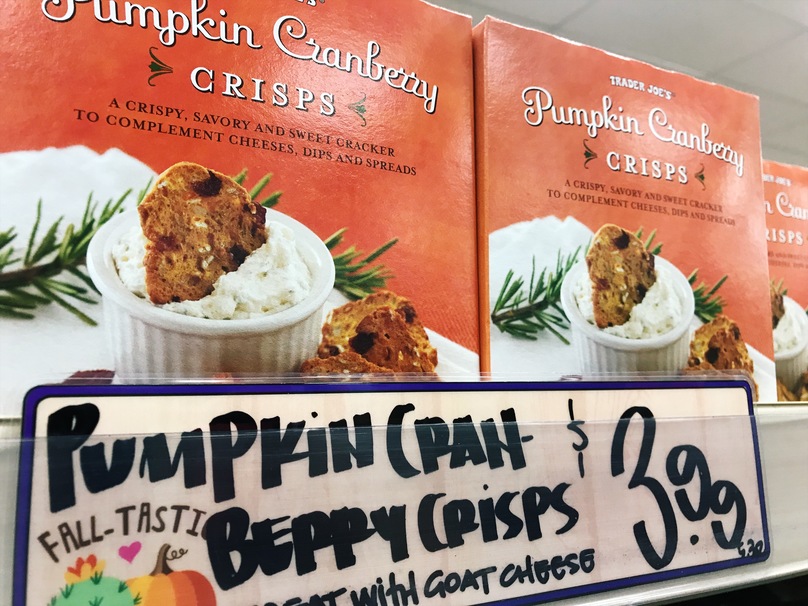 Pumpkin Cranberry
CRISPS
A CRISPY, SAVORY AND SWEET CRACKER
TO COMPLEMENT CHEESES, DIPS AND SPREADS
TRADER JOE'S
Pumpkin Cranberry
CRISPS
A CRISPY, SAVORY AND SWEET CRACKER
TO COMPLEMENT CHEESES, DIPS AND SPREADS
PUMPKIN CRAN-
BERRY CRISPS
$3.99
FALL-TASTI
WITH GOAT CHEESE